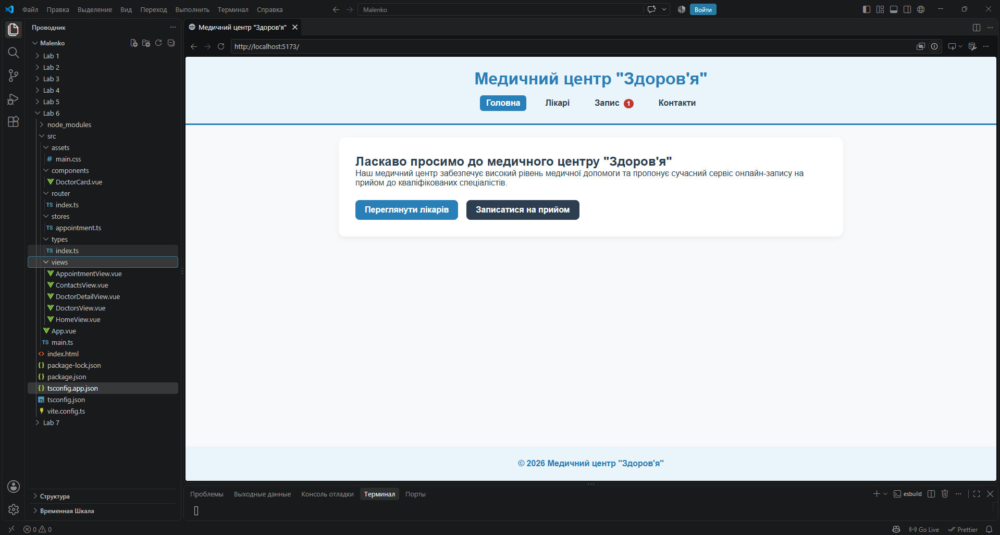 Файл Правка Выделение Вид Переход Выполнить Терминал Справка Malenko Войти
Проводник
Malenko
Lab 1
Lab 2
Lab 3
Lab 4
Lab 5
Lab 6
node_modules
src
assets
# main.css
components
DoctorCard.vue
router
TS index.ts
stores
TS appointment.ts
types
TS index.ts
views
AppointmentView.vue
ContactsView.vue
DoctorDetailView.vue
DoctorsView.vue
HomeView.vue
App.vue
TS main.ts
<> index.html
{} package-lock.json
{} package.json
{} tsconfig.app.json
TS tsconfig.json
vite.config.ts
Lab 7
Структура
Временная Шкала
Медичний центр "Здоров'я"
http://localhost:5173/
Медичний центр "Здоров'я"
Головна Лікарі Запис 1 Контакти
Ласкаво просимо до медичного центру "Здоров'я"
Наш медичний центр забезпечує високий рівень медичної допомоги та пропонує сучасний сервіс онлайн-запису на
прийом до кваліфікованих спеціалістів.
Переглянути лікарів Записатися на прийом
© 2026 Медичний центр "Здоров'я"
Проблемы Выходные данные Консоль отладки Терминал Порты esbuild
0 0 Go Live Prettier